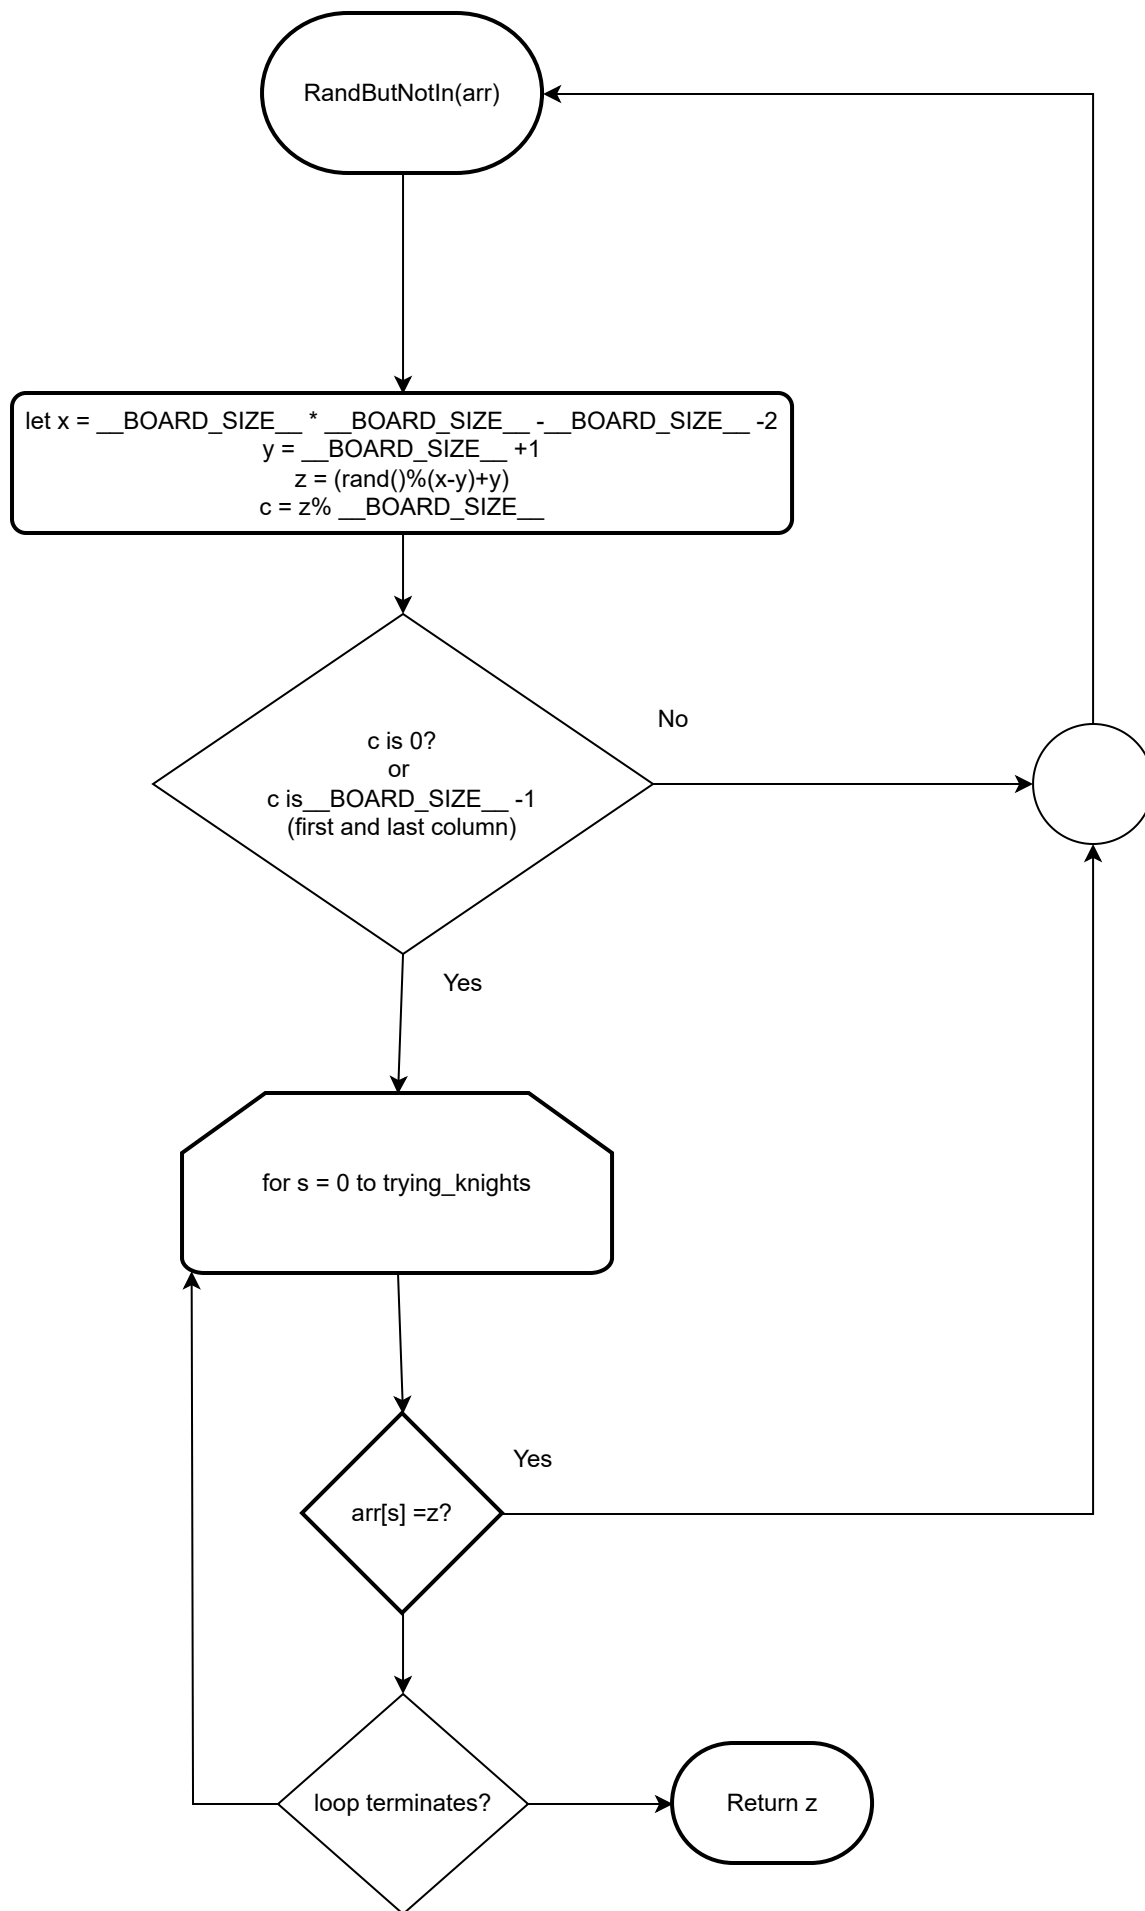 RandButNotIn(arr)
let x = __BOARD_SIZE__ * __BOARD_SIZE__ -__BOARD_SIZE__ -2
y = __BOARD_SIZE__ +1
z = (rand()%(x-y)+y)
c = z% __BOARD_SIZE__
No
c is 0?
or
c is__BOARD_SIZE__ -1
(first and last column)
Yes
for s = 0 to trying_knights
Yes
arr[s] =z?
loop terminates?
Return z